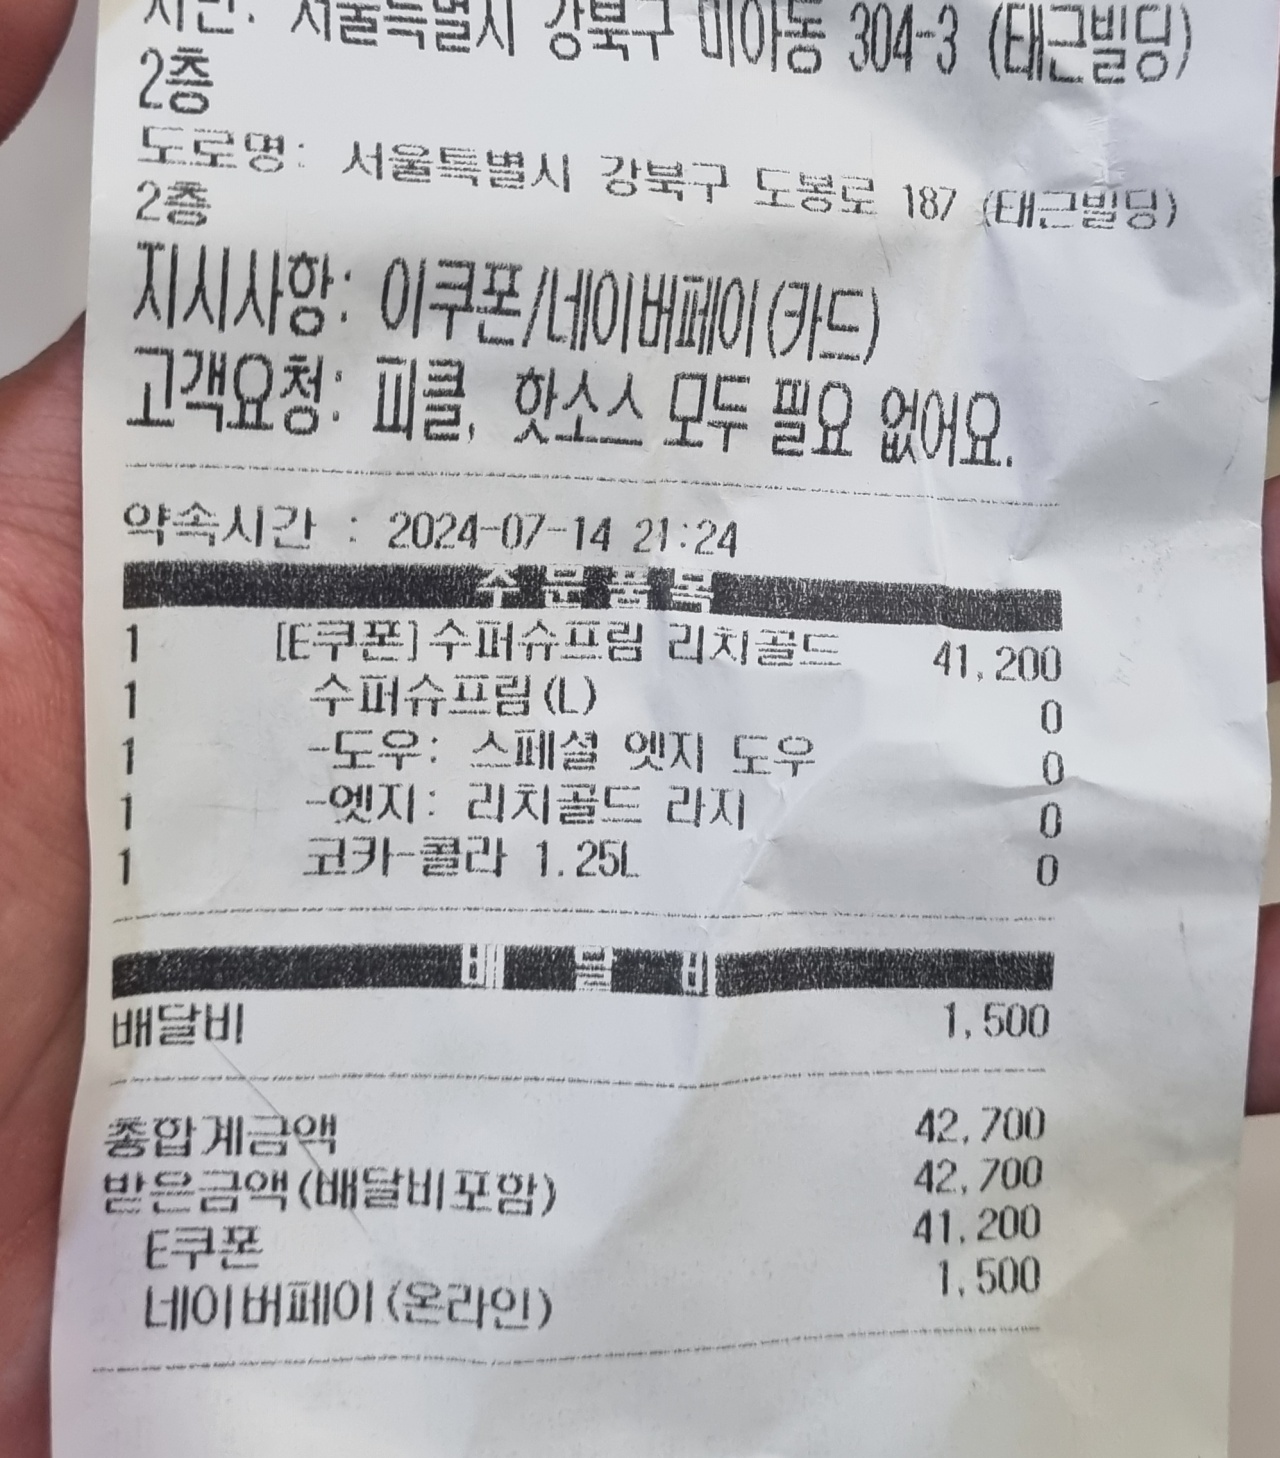 지번: 서울특별시 강북구 미아동 304-3 (태근빌딩)
2층
도로명: 서울특별시 강북구 도봉로 187 (태근빌딩)
2층
지시사항: 이쿠폰/네이버페이(카드)
고객요청: 피클, 핫소스 모두 필요 없어요.
약속시간 : 2024-07-14 21:24
주 문 품 목
1 [E쿠폰]수퍼슈프림 리치골드 41,200
1 수퍼슈프림(L) 0
1 -도우: 스페셜 엣지 도우 0
1 -엣지: 리치골드 라지 0
1 코카-콜라 1.25L 0
배 달 비
배달비 1,500
총합계금액 42,700
받은금액(배달비포함) 42,700
E쿠폰 41,200
네이버페이(온라인) 1,500